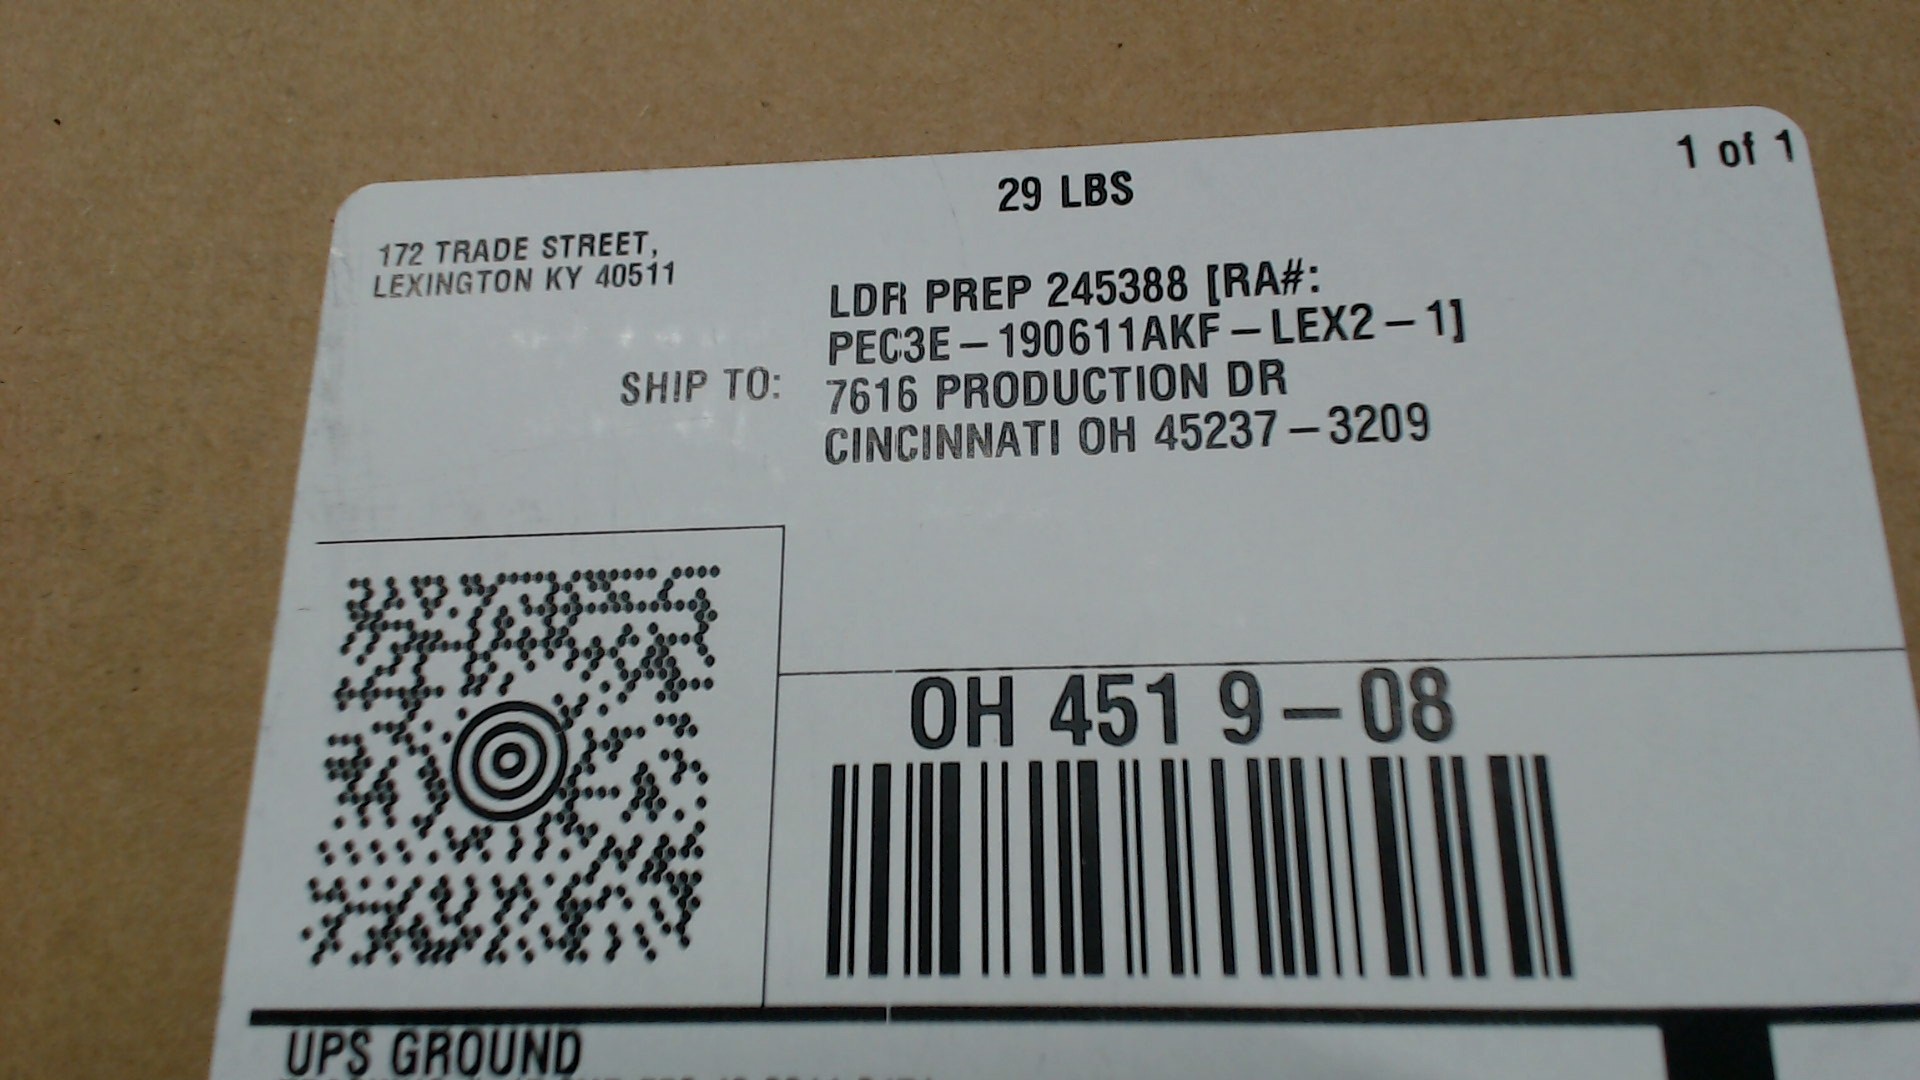 1 of 1
29 LBS
172 TRADE STREET,
LEXINGTON KY 40511
LDR PREP 245388 [RA#:
PEC3E-190611AKF-LEX2-1]
SHIP TO: 7616 PRODUCTION DR
CINCINNATI OH 45237-3209
OH 451 9-08
UPS GROUND